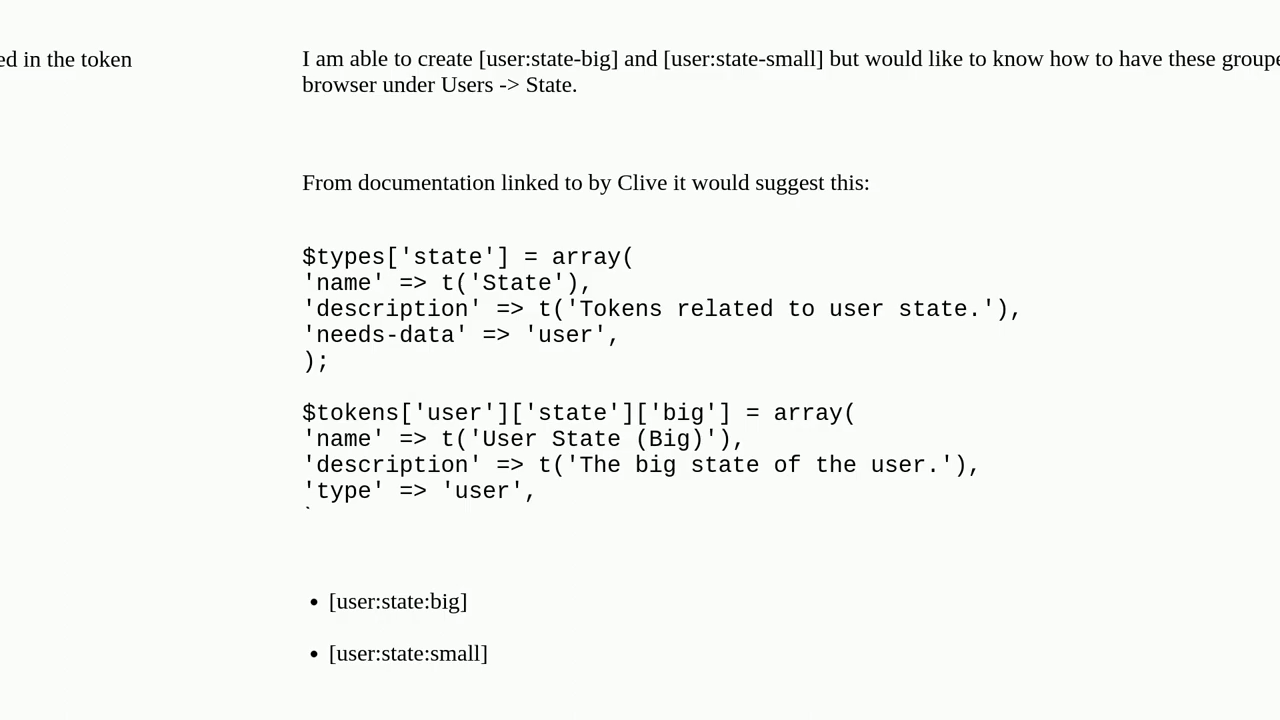 ed in the token
I am able to create [user:state-big] and [user:state-small] but would like to know how to have these groupe
browser under Users -> State.
From documentation linked to by Clive it would suggest this:
$types['state'] = array(
'name' => t('State'),
'description' => t('Tokens related to user state.'),
'needs-data' => 'user',
);
$tokens['user']['state']['big'] = array(
'name' => t('User State (Big)'),
'description' => t('The big state of the user.'),
'type' => 'user',
• [user:state:big]
• [user:state:small]